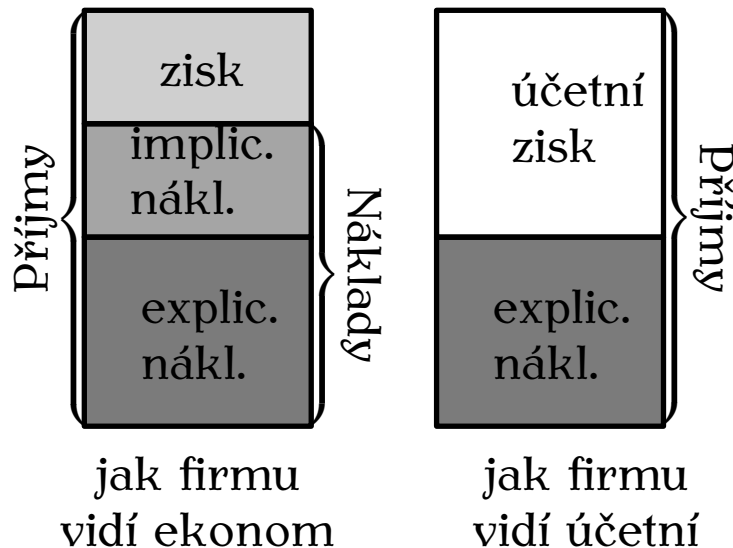 Příjmy
zisk
implic.
nákl.
explic.
nákl.
Náklady
účetní
zisk
explic.
nákl.
Příjmy
jak firmu
vidí ekonom
jak firmu
vidí účetní